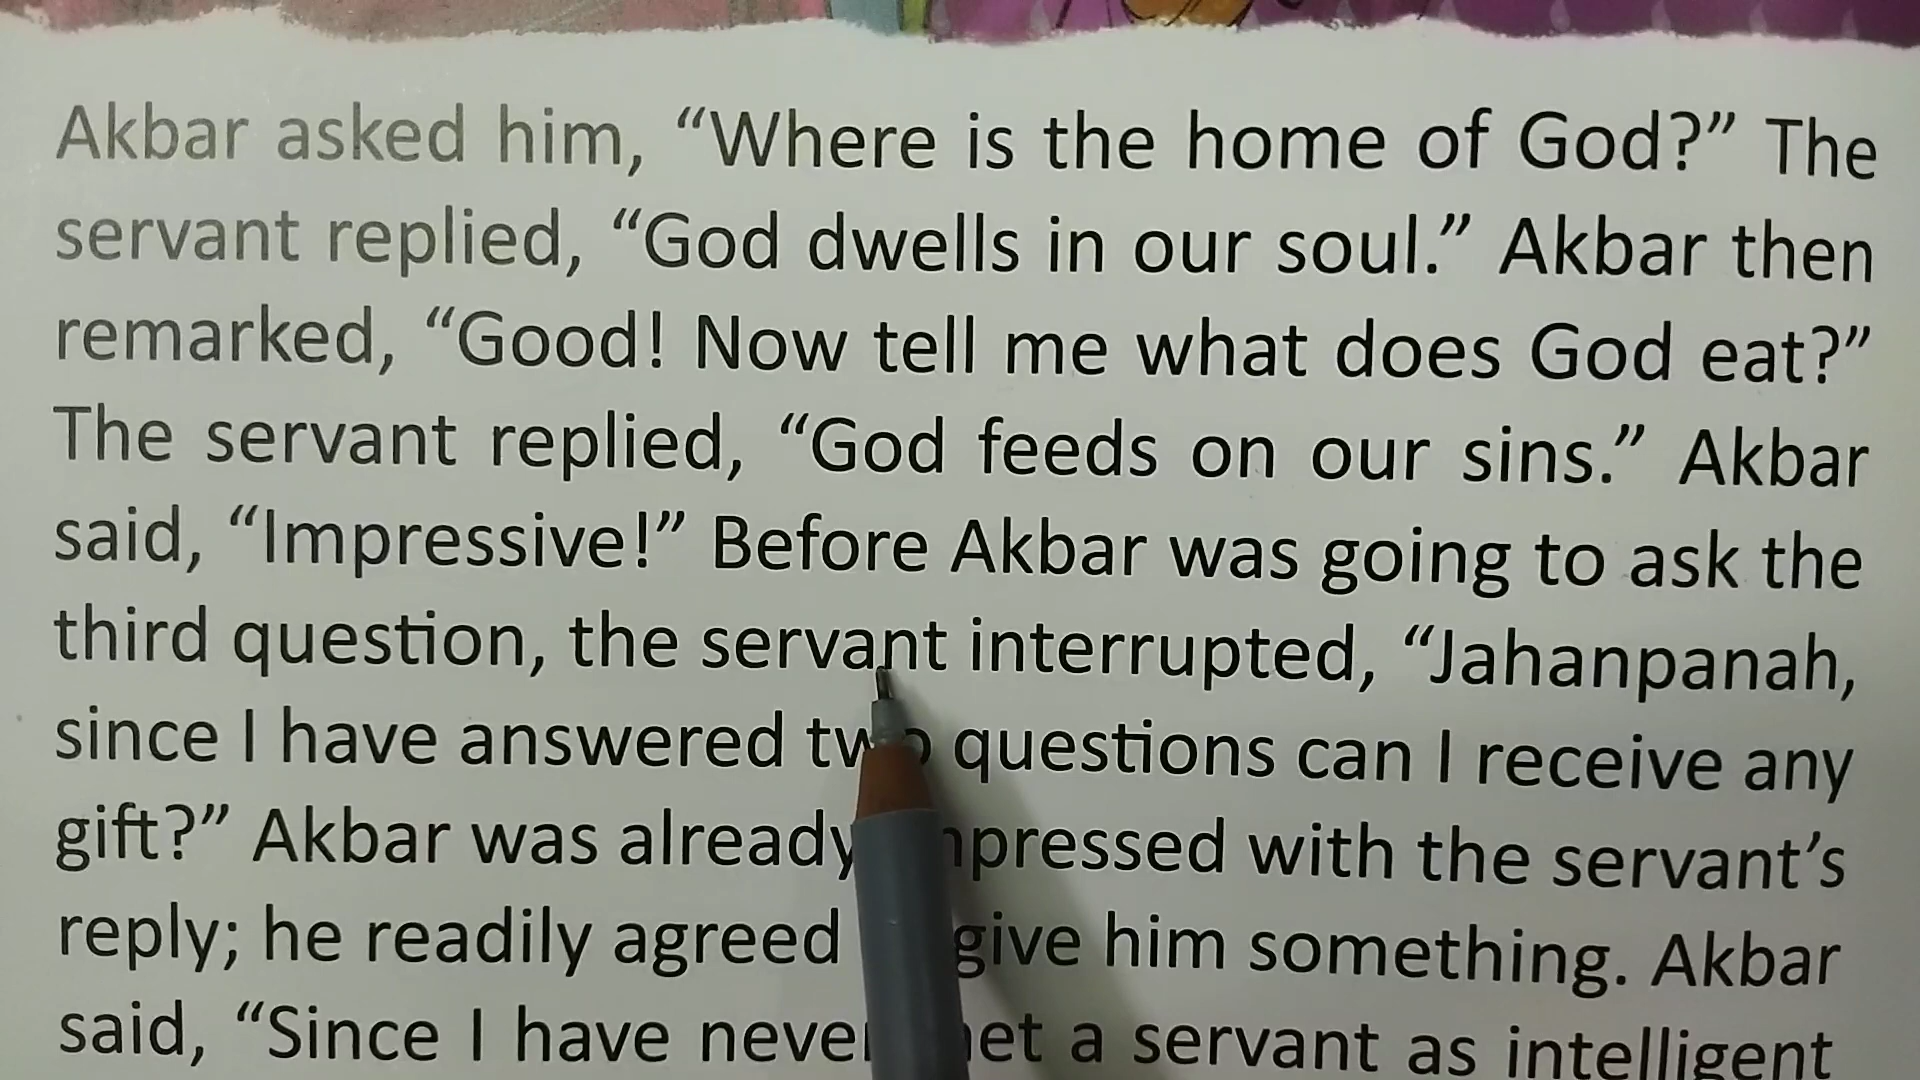 Akbar asked him, “Where is the home of God?” The
servant replied, “God dwells in our soul.” Akbar then
remarked, “Good! Now tell me what does God eat?”
The servant replied, “God feeds on our sins.” Akbar
said, “Impressive!” Before Akbar was going to ask the
third question, the servant interrupted, “Jahanpanah,
since I have answered two questions can I receive any
gift?” Akbar was already impressed with the servant’s
reply; he readily agreed give him something. Akbar
said, “Since I have never met a servant as intelligent